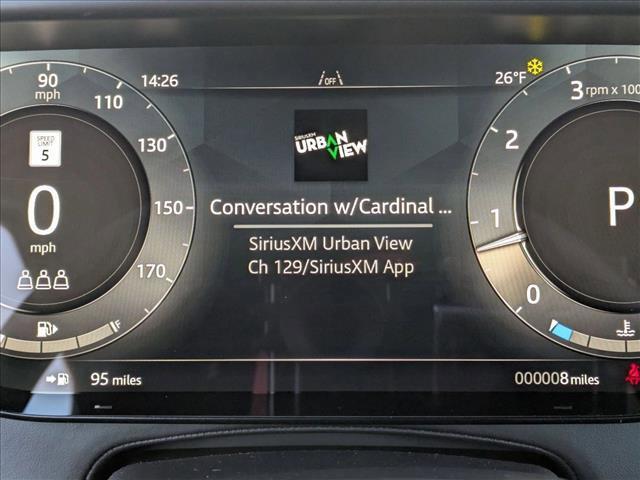 90
mph
110
130
150
170
SPEED
LIMIT
5
0
mph
F
95 miles
14:26
OFF
26°F
SIRIUSXM
URBAN
VIEW
Conversation w/Cardinal ...
SiriusXM Urban View
Ch 129/SiriusXM App
3 rpm x 100
2
1
0
P
000008 miles